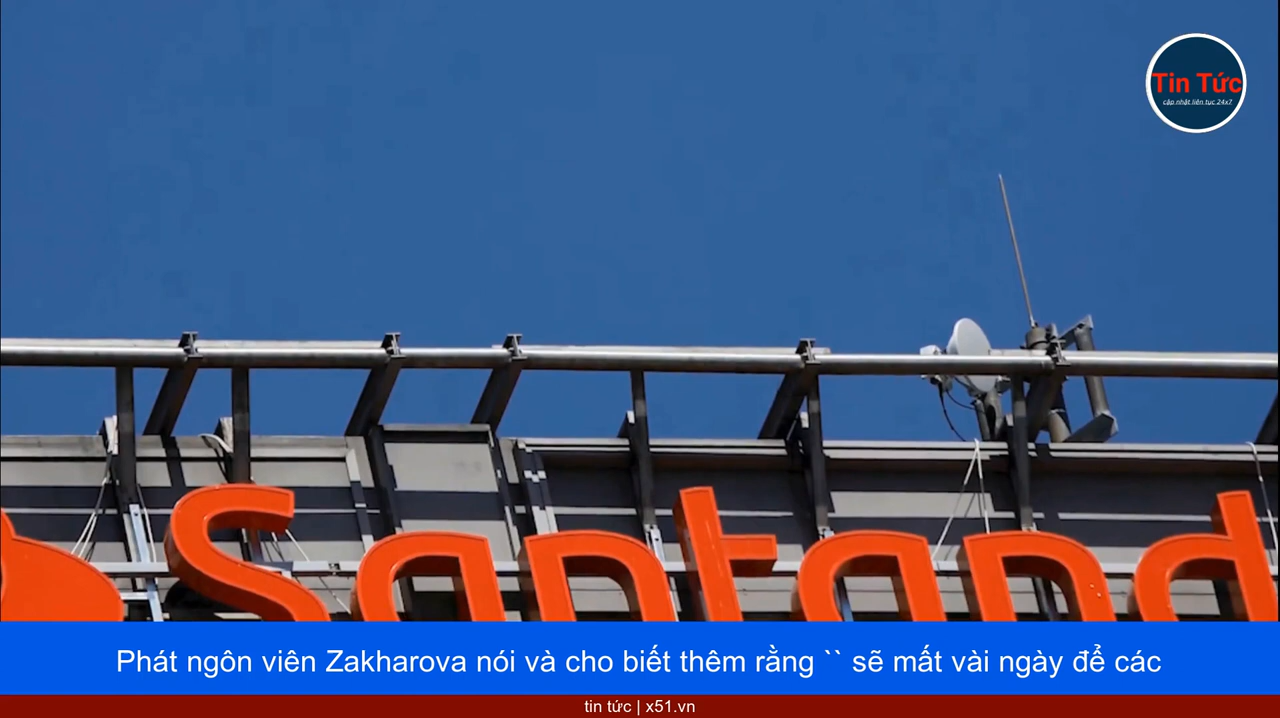 Tin Tức
cập nhật liên tục 24x7
Santand
Phát ngôn viên Zakharova nói và cho biết thêm rằng `` sẽ mất vài ngày để các
tin tức | x51.vn